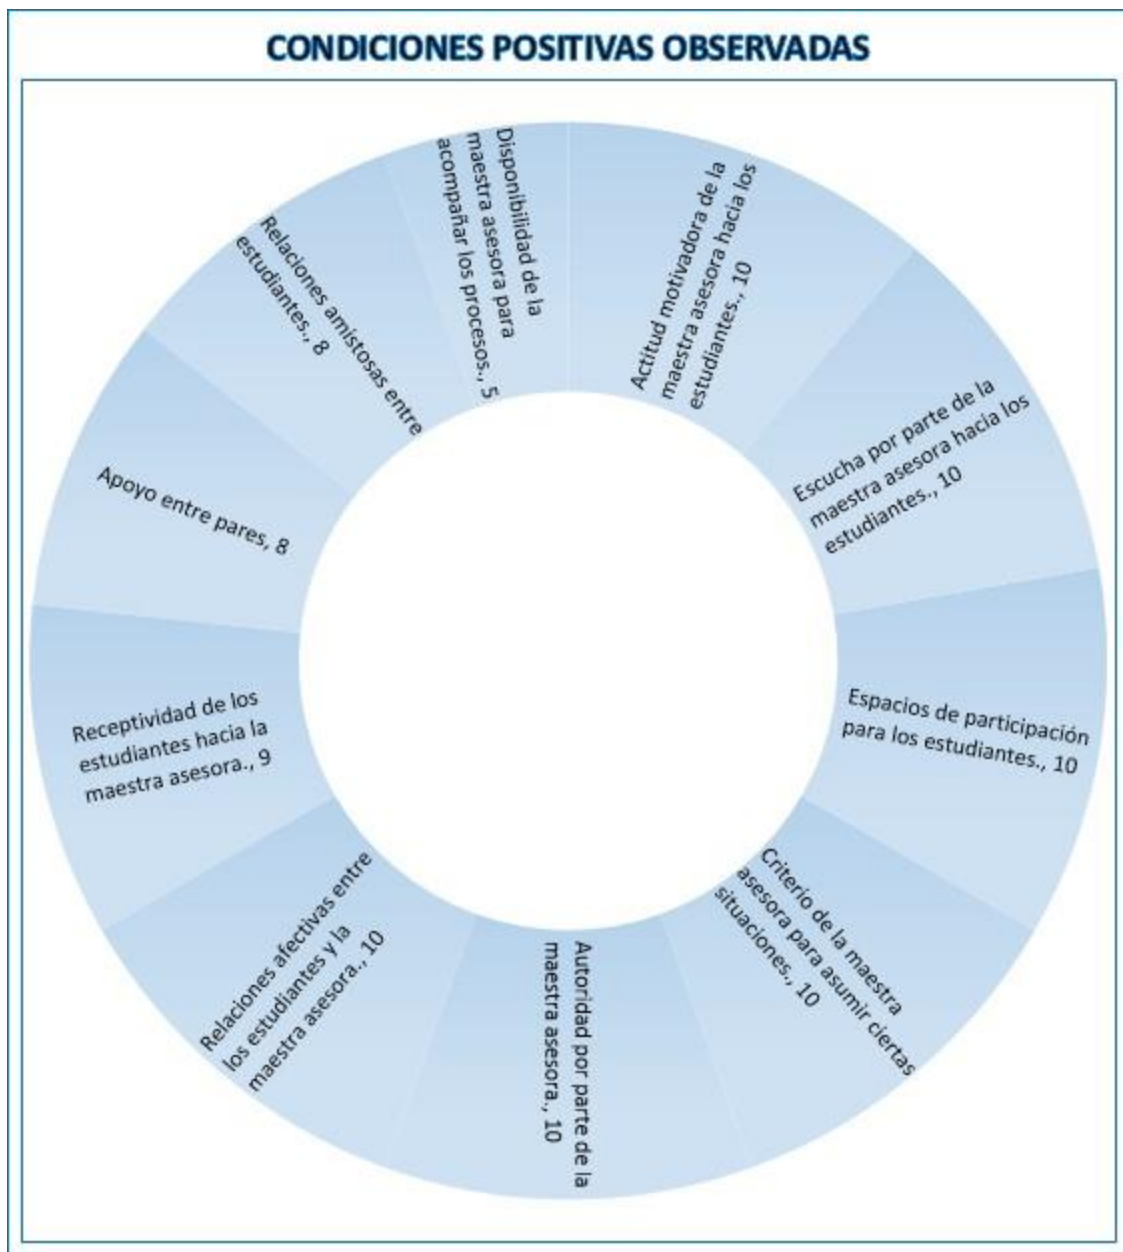 CONDICIONES POSITIVAS OBSERVADAS
Actitud motivadora de la
maestra asesora hacia los
estudiantes., 10
Escucha por parte de la
maestra asesora hacia los
estudiantes., 10
Espacios de participación
para los estudiantes., 10
Criterio de la maestra
asesora para asumir ciertas
situaciones., 10
Autoridad por parte de la
maestra asesora., 10
Relaciones afectivas entre
los estudiantes y la
maestra asesora., 10
Receptividad de los
estudiantes hacia la
maestra asesora., 9
Apoyo entre pares, 8
Relaciones amistosas entre
estudiantes., 8
Disponibilidad de la
maestra asesora para
acompañar los procesos., 5